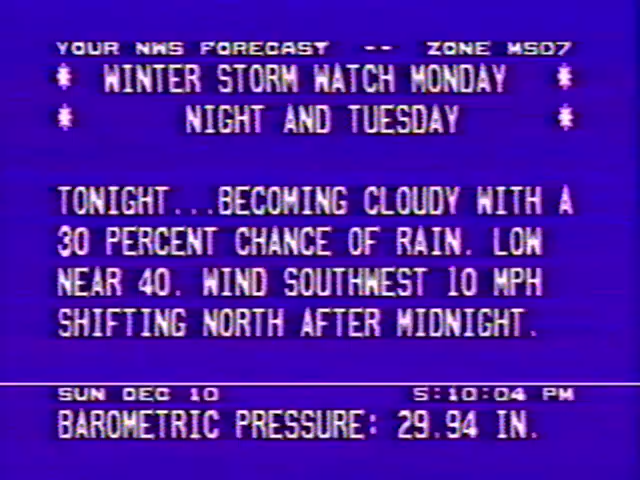 YOUR NWS FORECAST -- ZONE MS07
* WINTER STORM WATCH MONDAY *
* NIGHT AND TUESDAY *
TONIGHT...BECOMING CLOUDY WITH A
30 PERCENT CHANCE OF RAIN. LOW
NEAR 40. WIND SOUTHWEST 10 MPH
SHIFTING NORTH AFTER MIDNIGHT.
SUN DEC 10 5:10:04 PM
BAROMETRIC PRESSURE: 29.94 IN.